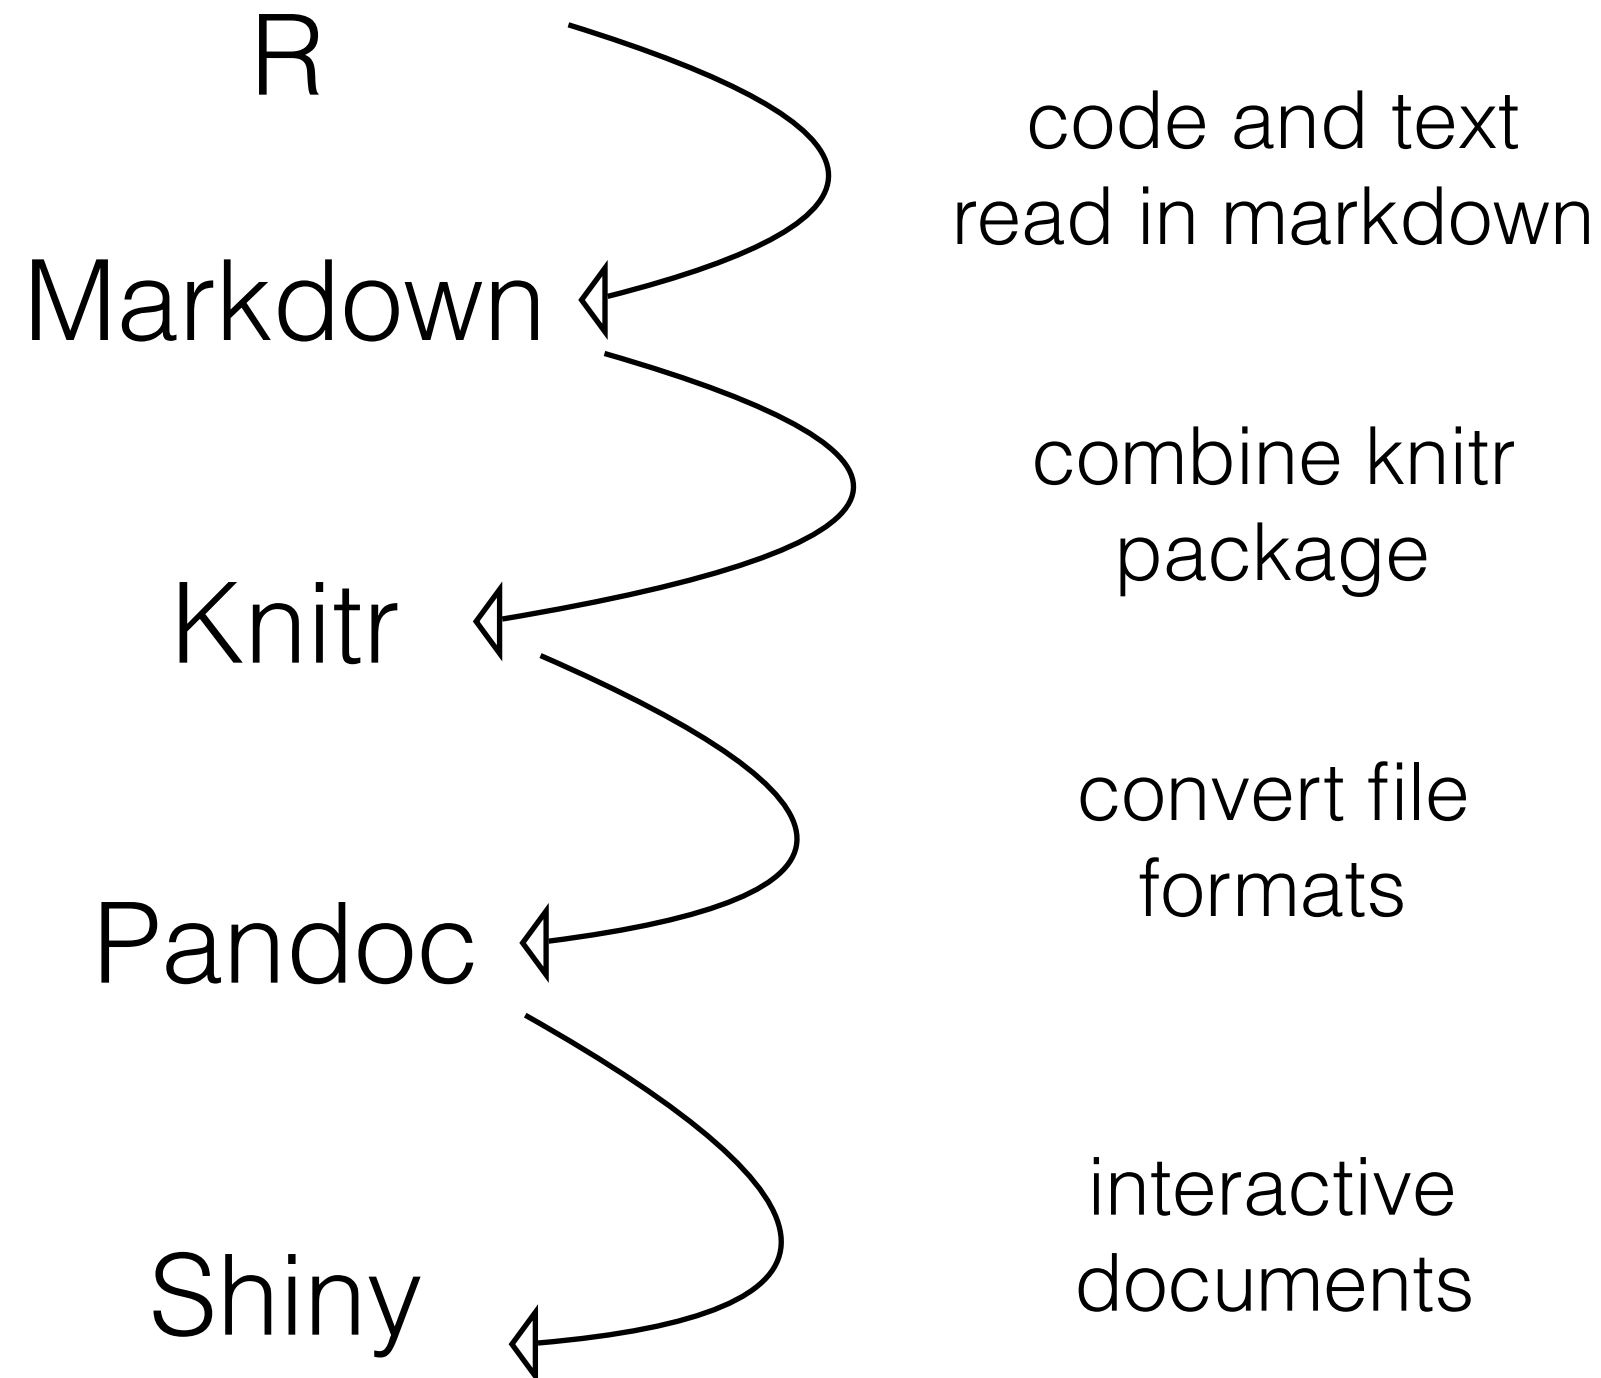 R
code and text
read in markdown
Markdown
combine knitr
package
Knitr
convert file
formats
Pandoc
interactive
documents
Shiny